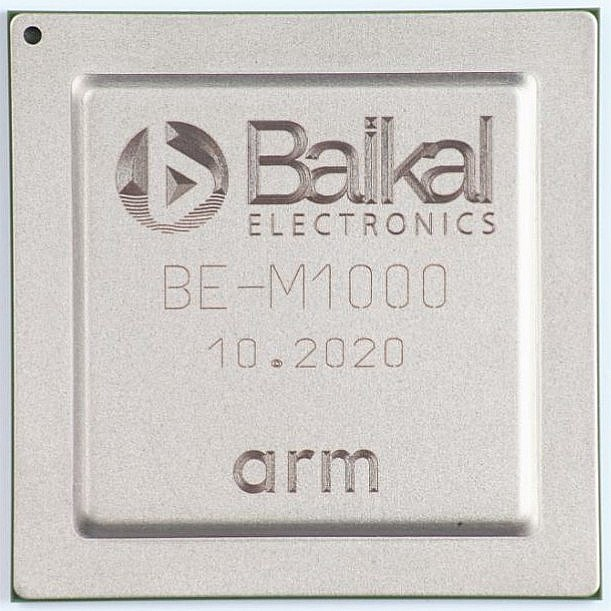 Baikal
ELECTRONICS
BE-M1000
10.2020
arm